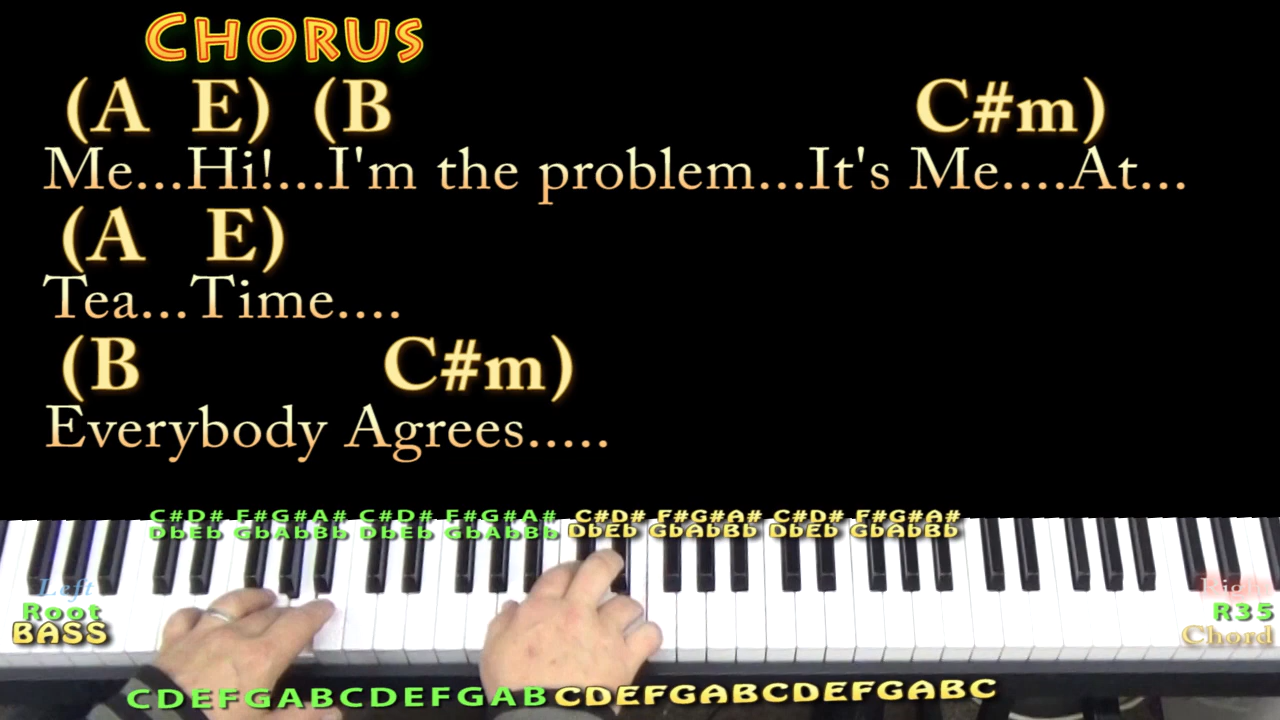 CHORUS
(A E) (B C#m)
Me...Hi!...I'm the problem...It's Me....At...
(A E)
Tea...Time....
(B C#m)
Everybody Agrees.....
C#D# F#G#A# C#D# F#G#A# C#D# F#G#A# C#D# F#G#A#
DbEb GbAbBb DbEb GbAbBb DbEb GbAbBb DbEb GbAbBb
Left
Root
BASS
Right
R35
Chord
CDEFGABCDEFGABCDEFGABCDEFGABC